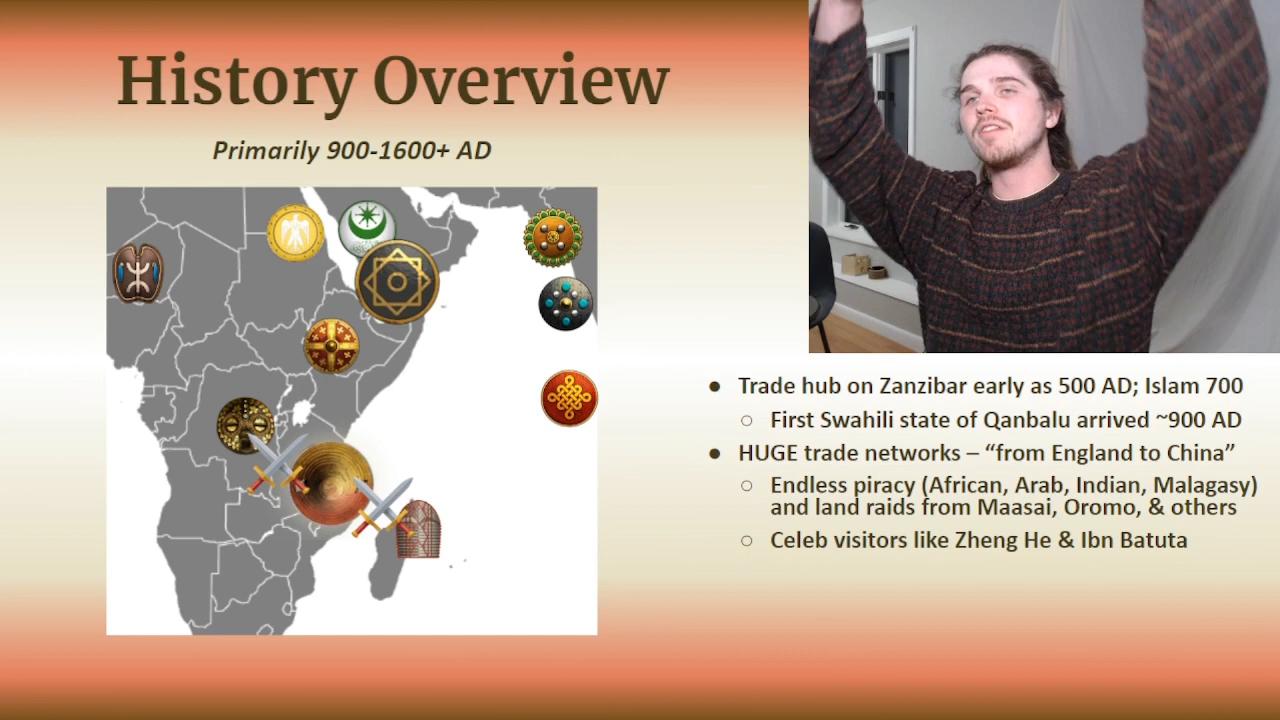 History Overview
Primarily 900-1600+ AD
● Trade hub on Zanzibar early as 500 AD; Islam 700
○ First Swahili state of Qanbalu arrived ~900 AD
● HUGE trade networks – “from England to China”
○ Endless piracy (African, Arab, Indian, Malagasy)
and land raids from Maasai, Oromo, & others
○ Celeb visitors like Zheng He & Ibn Batuta